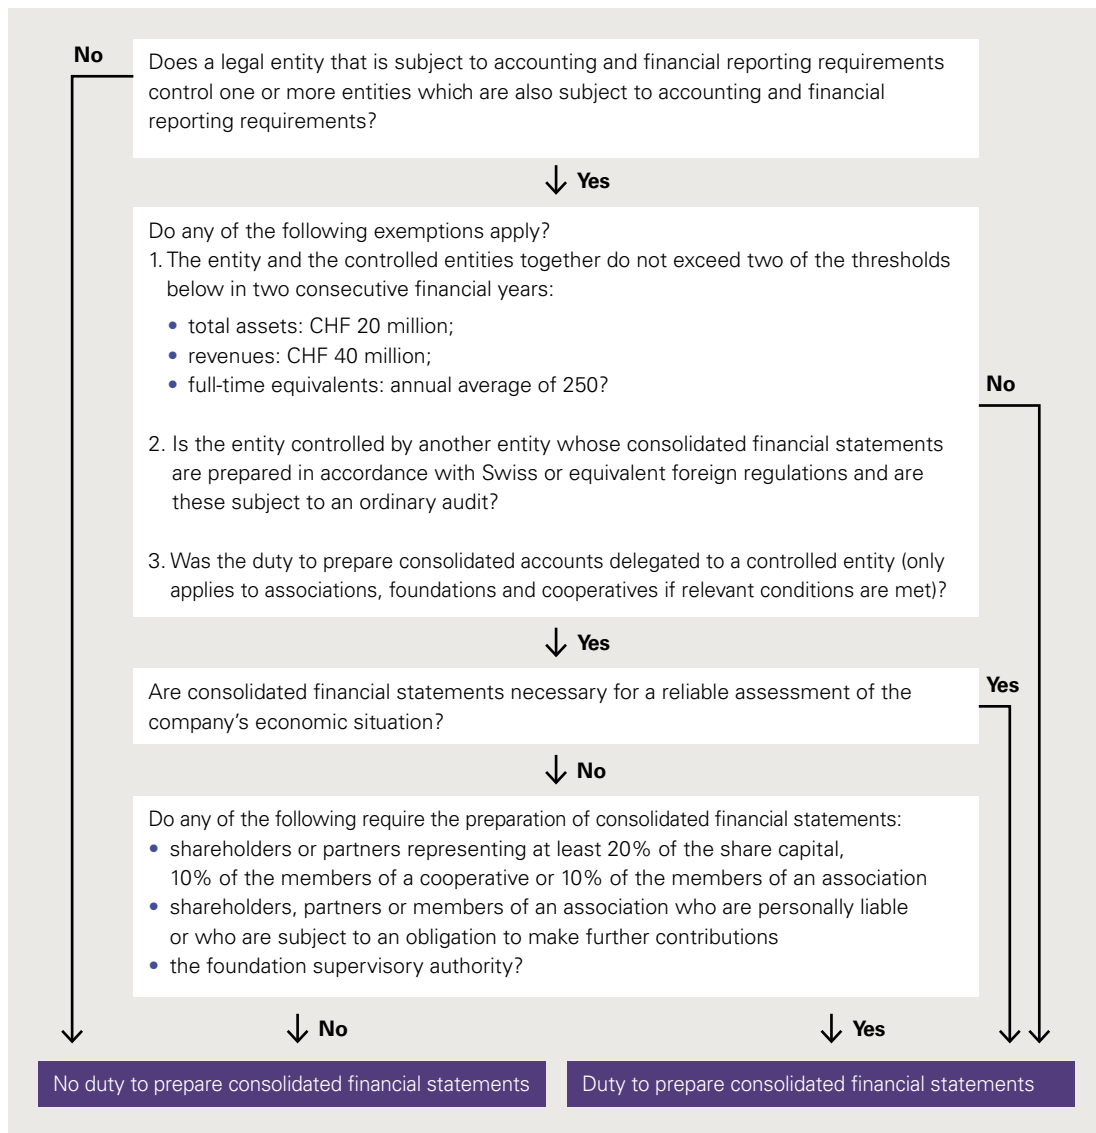 No
Does a legal entity that is subject to accounting and financial reporting requirements
control one or more entities which are also subject to accounting and financial
reporting requirements?
Yes
Do any of the following exemptions apply?
1. The entity and the controlled entities together do not exceed two of the thresholds
below in two consecutive financial years:
• total assets: CHF 20 million;
• revenues: CHF 40 million;
• full-time equivalents: annual average of 250?
No
2. Is the entity controlled by another entity whose consolidated financial statements
are prepared in accordance with Swiss or equivalent foreign regulations and are
these subject to an ordinary audit?
3. Was the duty to prepare consolidated accounts delegated to a controlled entity (only
applies to associations, foundations and cooperatives if relevant conditions are met)?
Yes
Are consolidated financial statements necessary for a reliable assessment of the
company's economic situation?
Yes
No
Do any of the following require the preparation of consolidated financial statements:
• shareholders or partners representing at least 20% of the share capital,
10% of the members of a cooperative or 10% of the members of an association
• shareholders, partners or members of an association who are personally liable
or who are subject to an obligation to make further contributions
• the foundation supervisory authority?
No
Yes
No duty to prepare consolidated financial statements
Duty to prepare consolidated financial statements